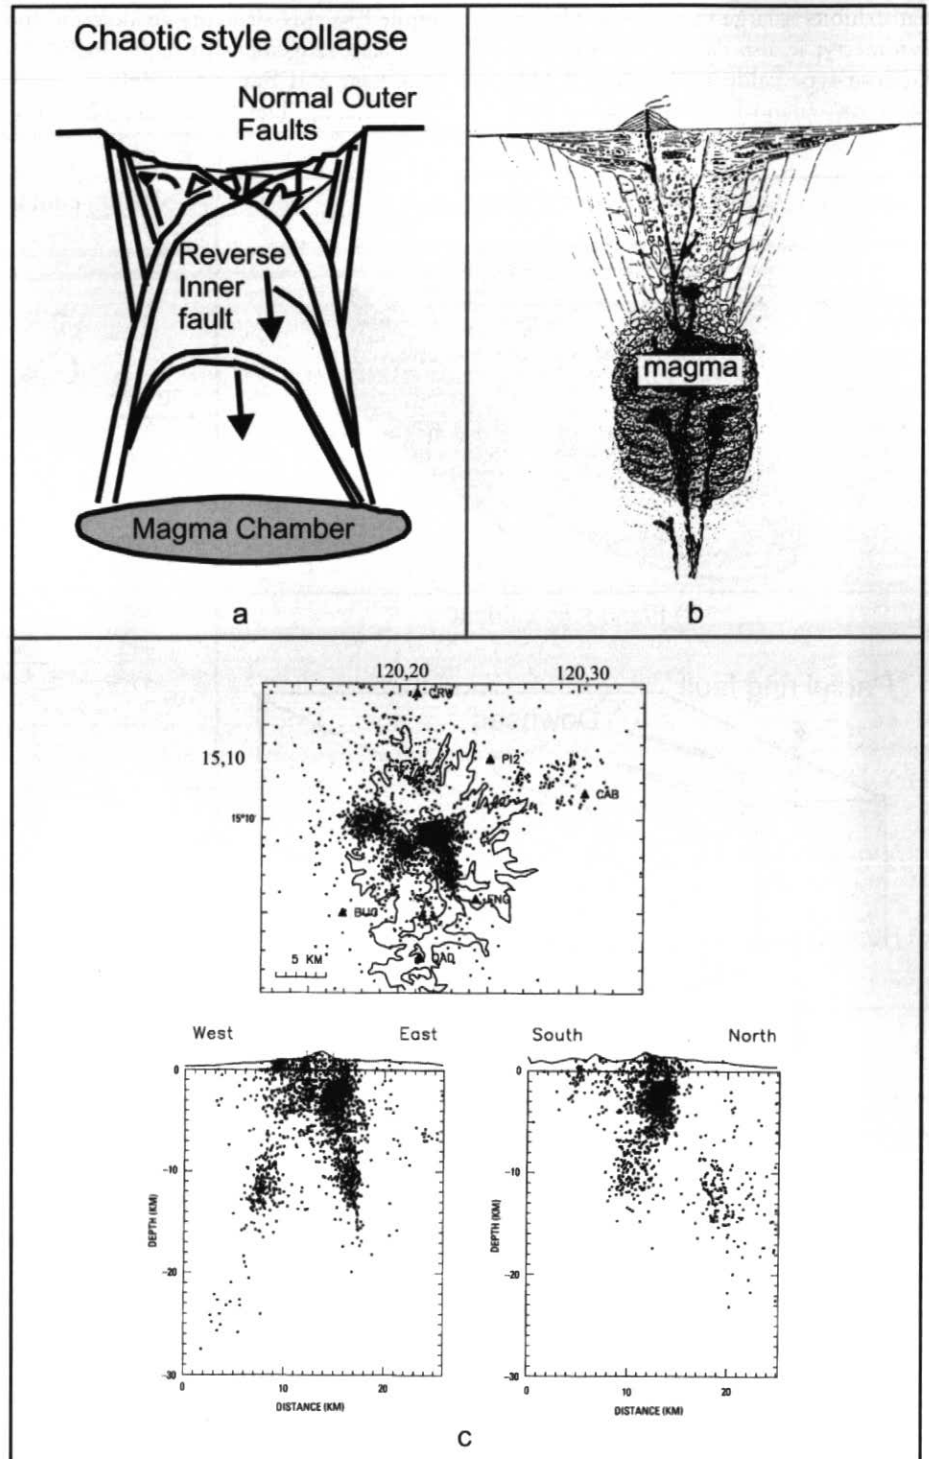 Chaotic style collapse
Normal Outer
Faults
Reverse
Inner
fault
Magma Chamber
a
magma
b
120,20
120,30
15,10
15°10'
CRW
PI2
CAB
BUG
5 KM
West
East
South
North
0
-10
-20
-30
DEPTH (KM)
0
10
20
DISTANCE (KM)
0
-10
-20
-30
DEPTH (KM)
0
10
20
DISTANCE (KM)
c